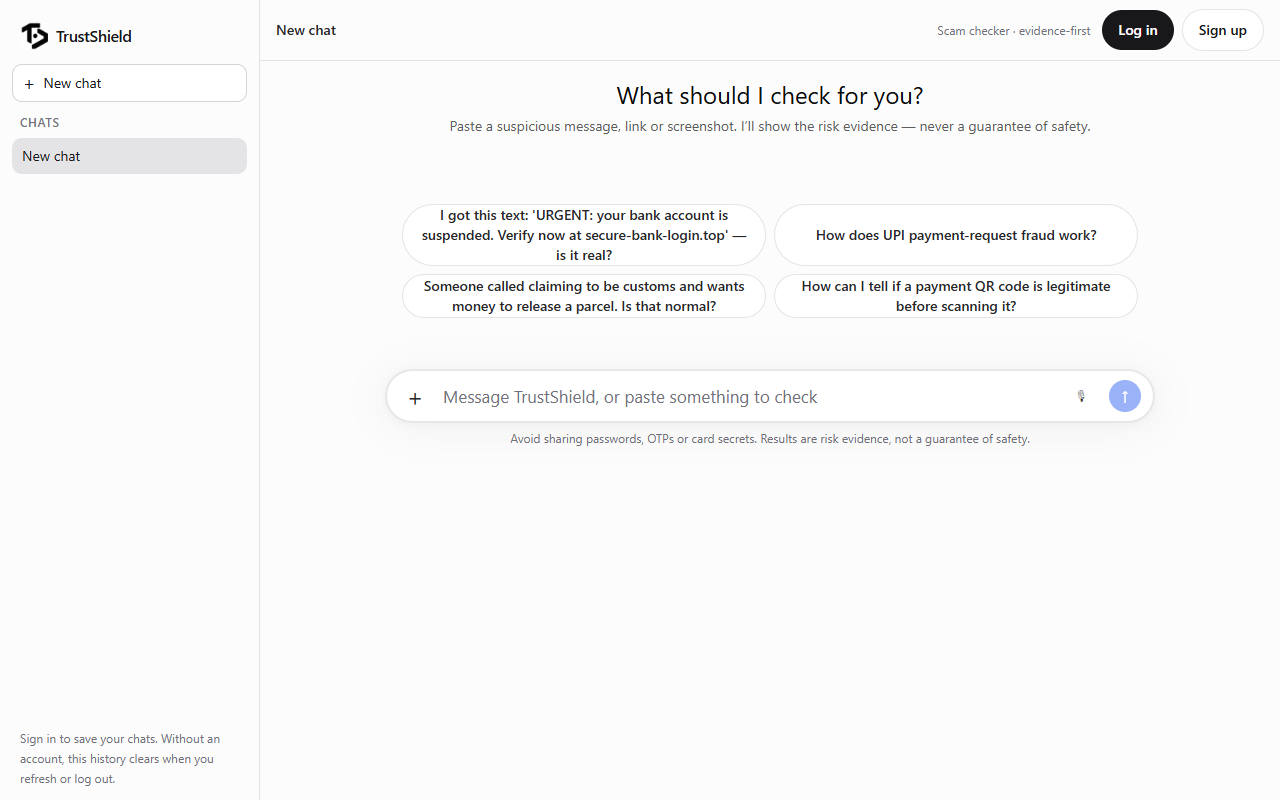 TrustShield
+ New chat
CHATS
New chat
Sign in to save your chats. Without an
account, this history clears when you
refresh or log out.
New chat
Scam checker · evidence-first
Log in
Sign up
What should I check for you?
Paste a suspicious message, link or screenshot. I’ll show the risk evidence — never a guarantee of safety.
I got this text: 'URGENT: your bank account is
suspended. Verify now at secure-bank-login.top' —
is it real?
How does UPI payment-request fraud work?
Someone called claiming to be customs and wants
money to release a parcel. Is that normal?
How can I tell if a payment QR code is legitimate
before scanning it?
+ Message TrustShield, or paste something to check
Avoid sharing passwords, OTPs or card secrets. Results are risk evidence, not a guarantee of safety.